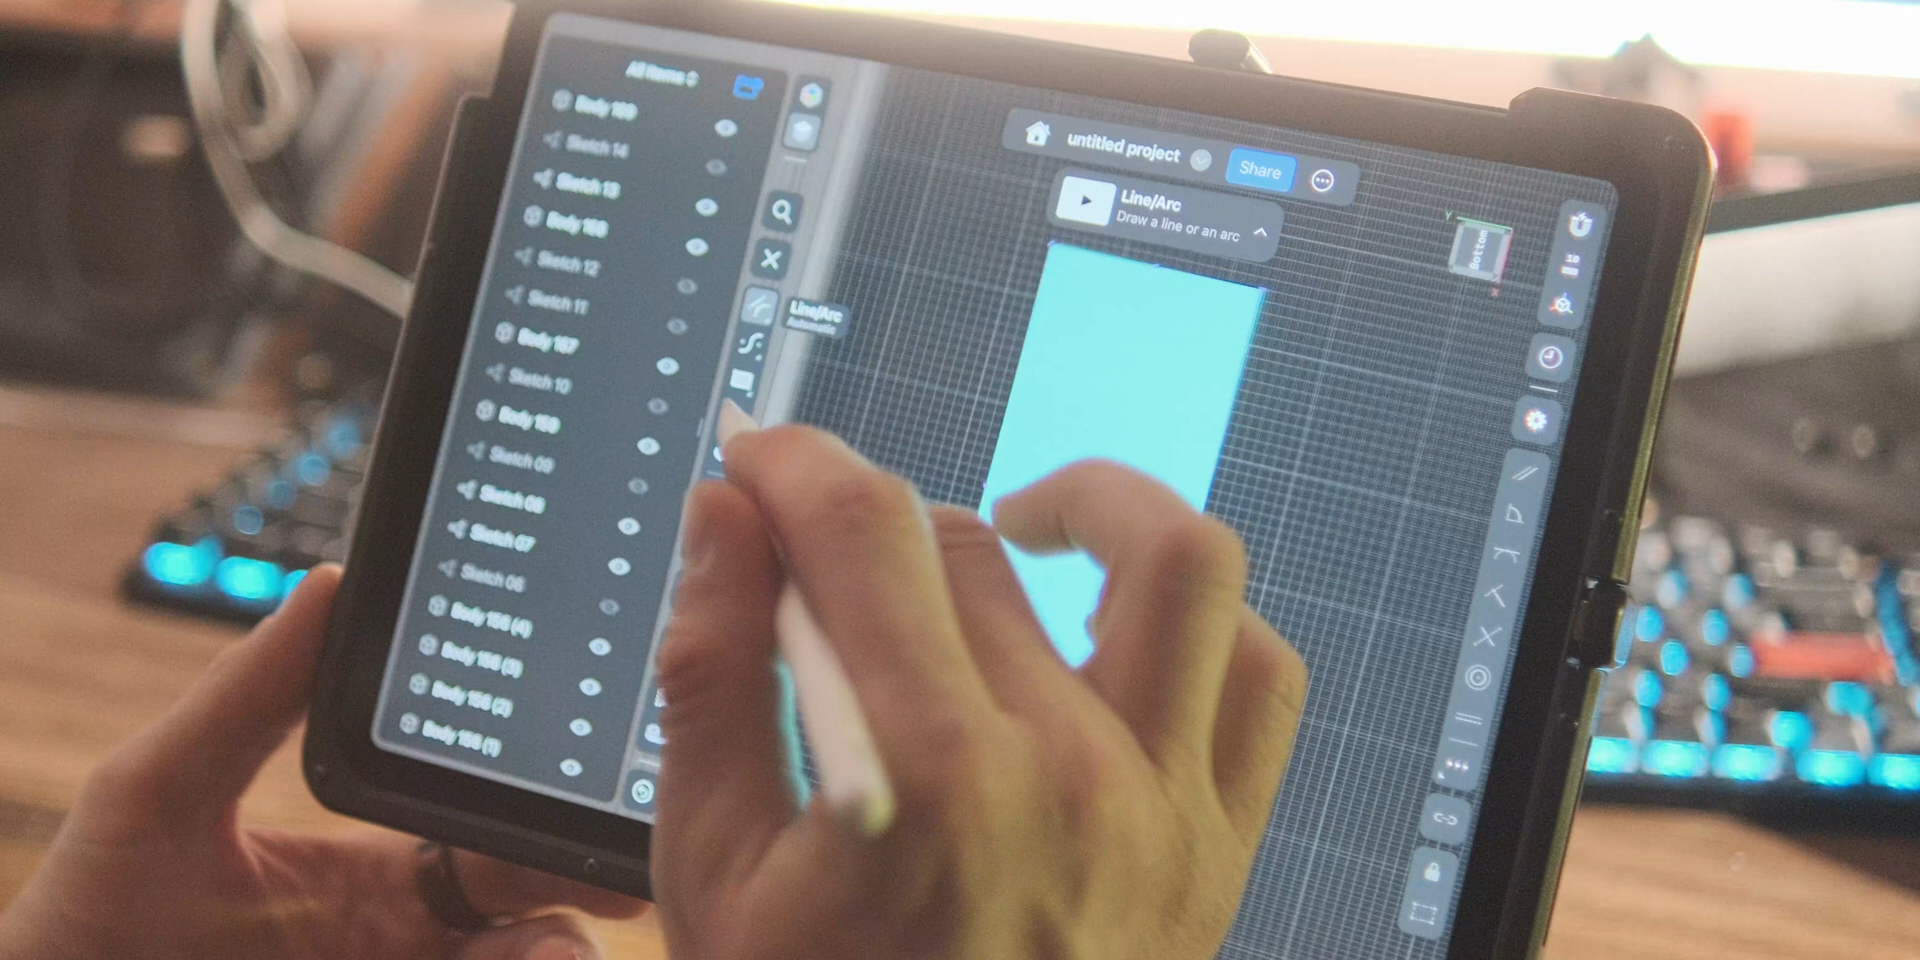 All Items
Body 169
Sketch 14
Sketch 13
Body 168
Sketch 12
Sketch 11
Body 167
Sketch 10
Body 159
Sketch 09
Sketch 08
Sketch 07
Sketch 06
Body 156 (4)
Body 156 (3)
Body 156 (2)
Body 156 (1)
Line/Arc
Automatic
untitled project
Share
Line/Arc
Draw a line or an arc
Y
Bottom
X
10